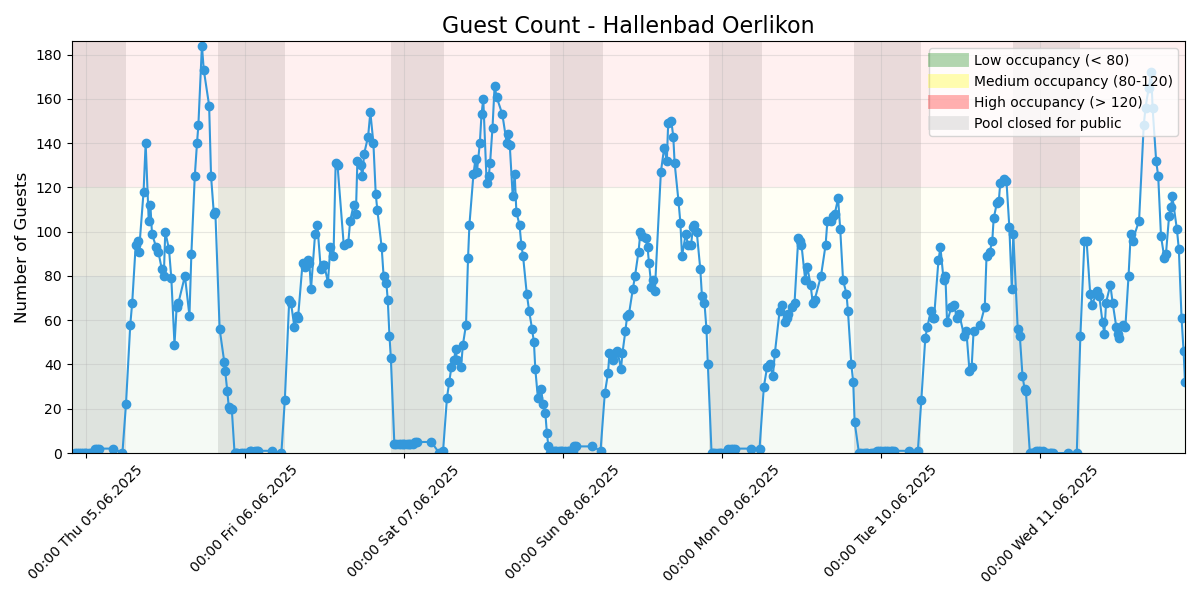 Guest Count - Hallenbad Oerlikon
Number of Guests
180
160
140
120
100
80
60
40
20
0
Low occupancy (< 80)
Medium occupancy (80-120)
High occupancy (> 120)
Pool closed for public
00:00 Thu 05.06.2025
00:00 Fri 06.06.2025
00:00 Sat 07.06.2025
00:00 Sun 08.06.2025
00:00 Mon 09.06.2025
00:00 Tue 10.06.2025
00:00 Wed 11.06.2025